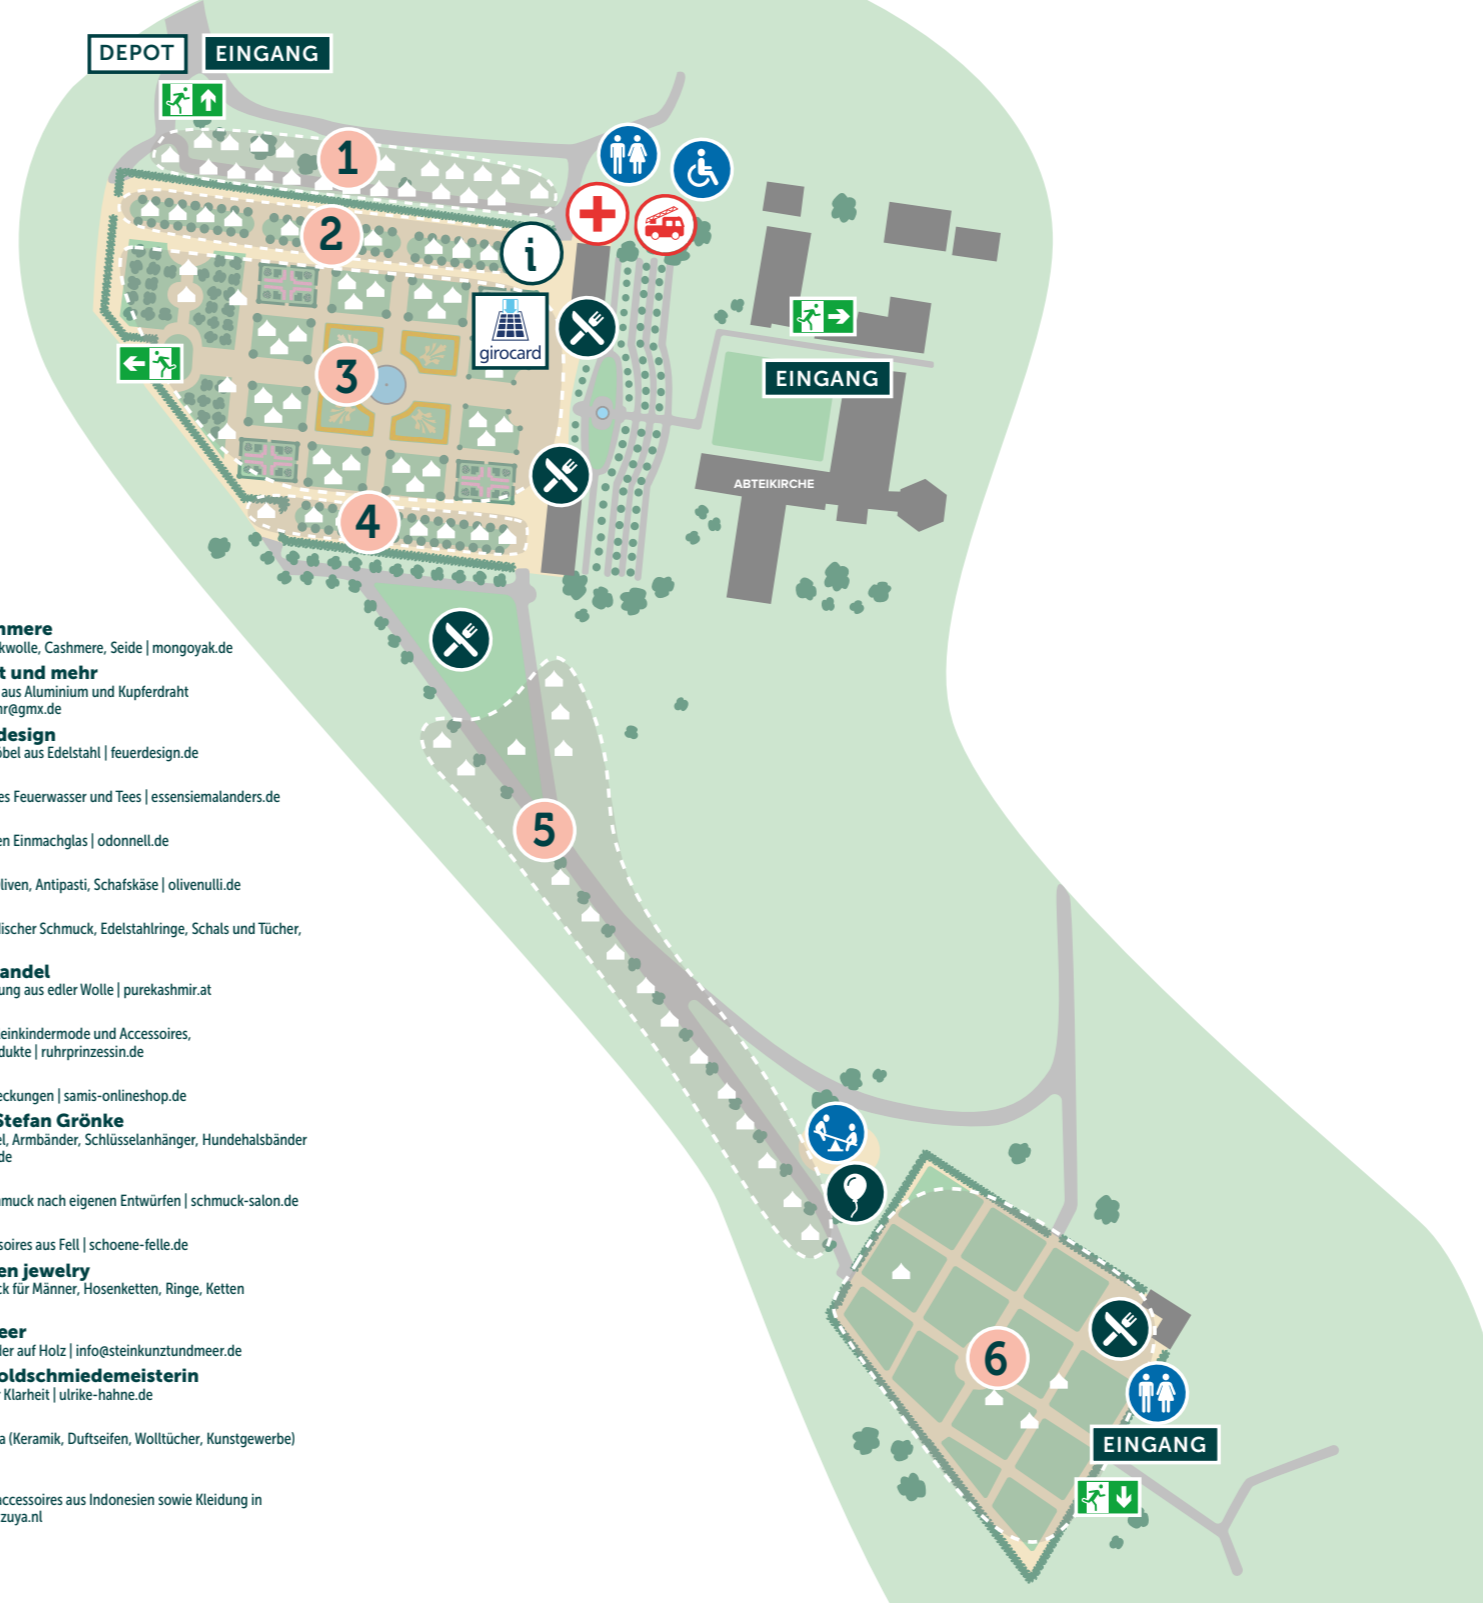 DEPOT
EINGANG
1
2
i
girocard
3
EINGANG
ABTEIKIRCHE
4
5
6
EINGANG
nmere
kwolle, Cashmere, Seide | mongoyak.de
t und mehr
aus Aluminium und Kupferdraht
hr@gmx.de
design
öbel aus Edelstahl | feuerdesign.de
es Feuerwasser und Tees | essensiemalanders.de
en Einmachglas | odonnell.de
liven, Antipasti, Schafskäse | olivenulli.de
discher Schmuck, Edelstahlringe, Schals und Tücher,
andel
ung aus edler Wolle | purekashmir.at
einkindermode und Accessoires,
dukte | ruhrprinzessin.de
eckungen | samis-onlineshop.de
Stefan Grönke
el, Armbänder, Schlüsselanhänger, Hundehalsbänder
de
hmuck nach eigenen Entwürfen | schmuck-salon.de
soires aus Fell | schoene-felle.de
en jewelry
ck für Männer, Hosenketten, Ringe, Ketten
eer
der auf Holz | info@steinkunztundmeer.de
oldschmiedemeisterin
Klarheit | ulrike-hahne.de
a (Keramik, Duftseifen, Wolltücher, Kunstgewerbe)
accessoires aus Indonesien sowie Kleidung in
zuya.nl